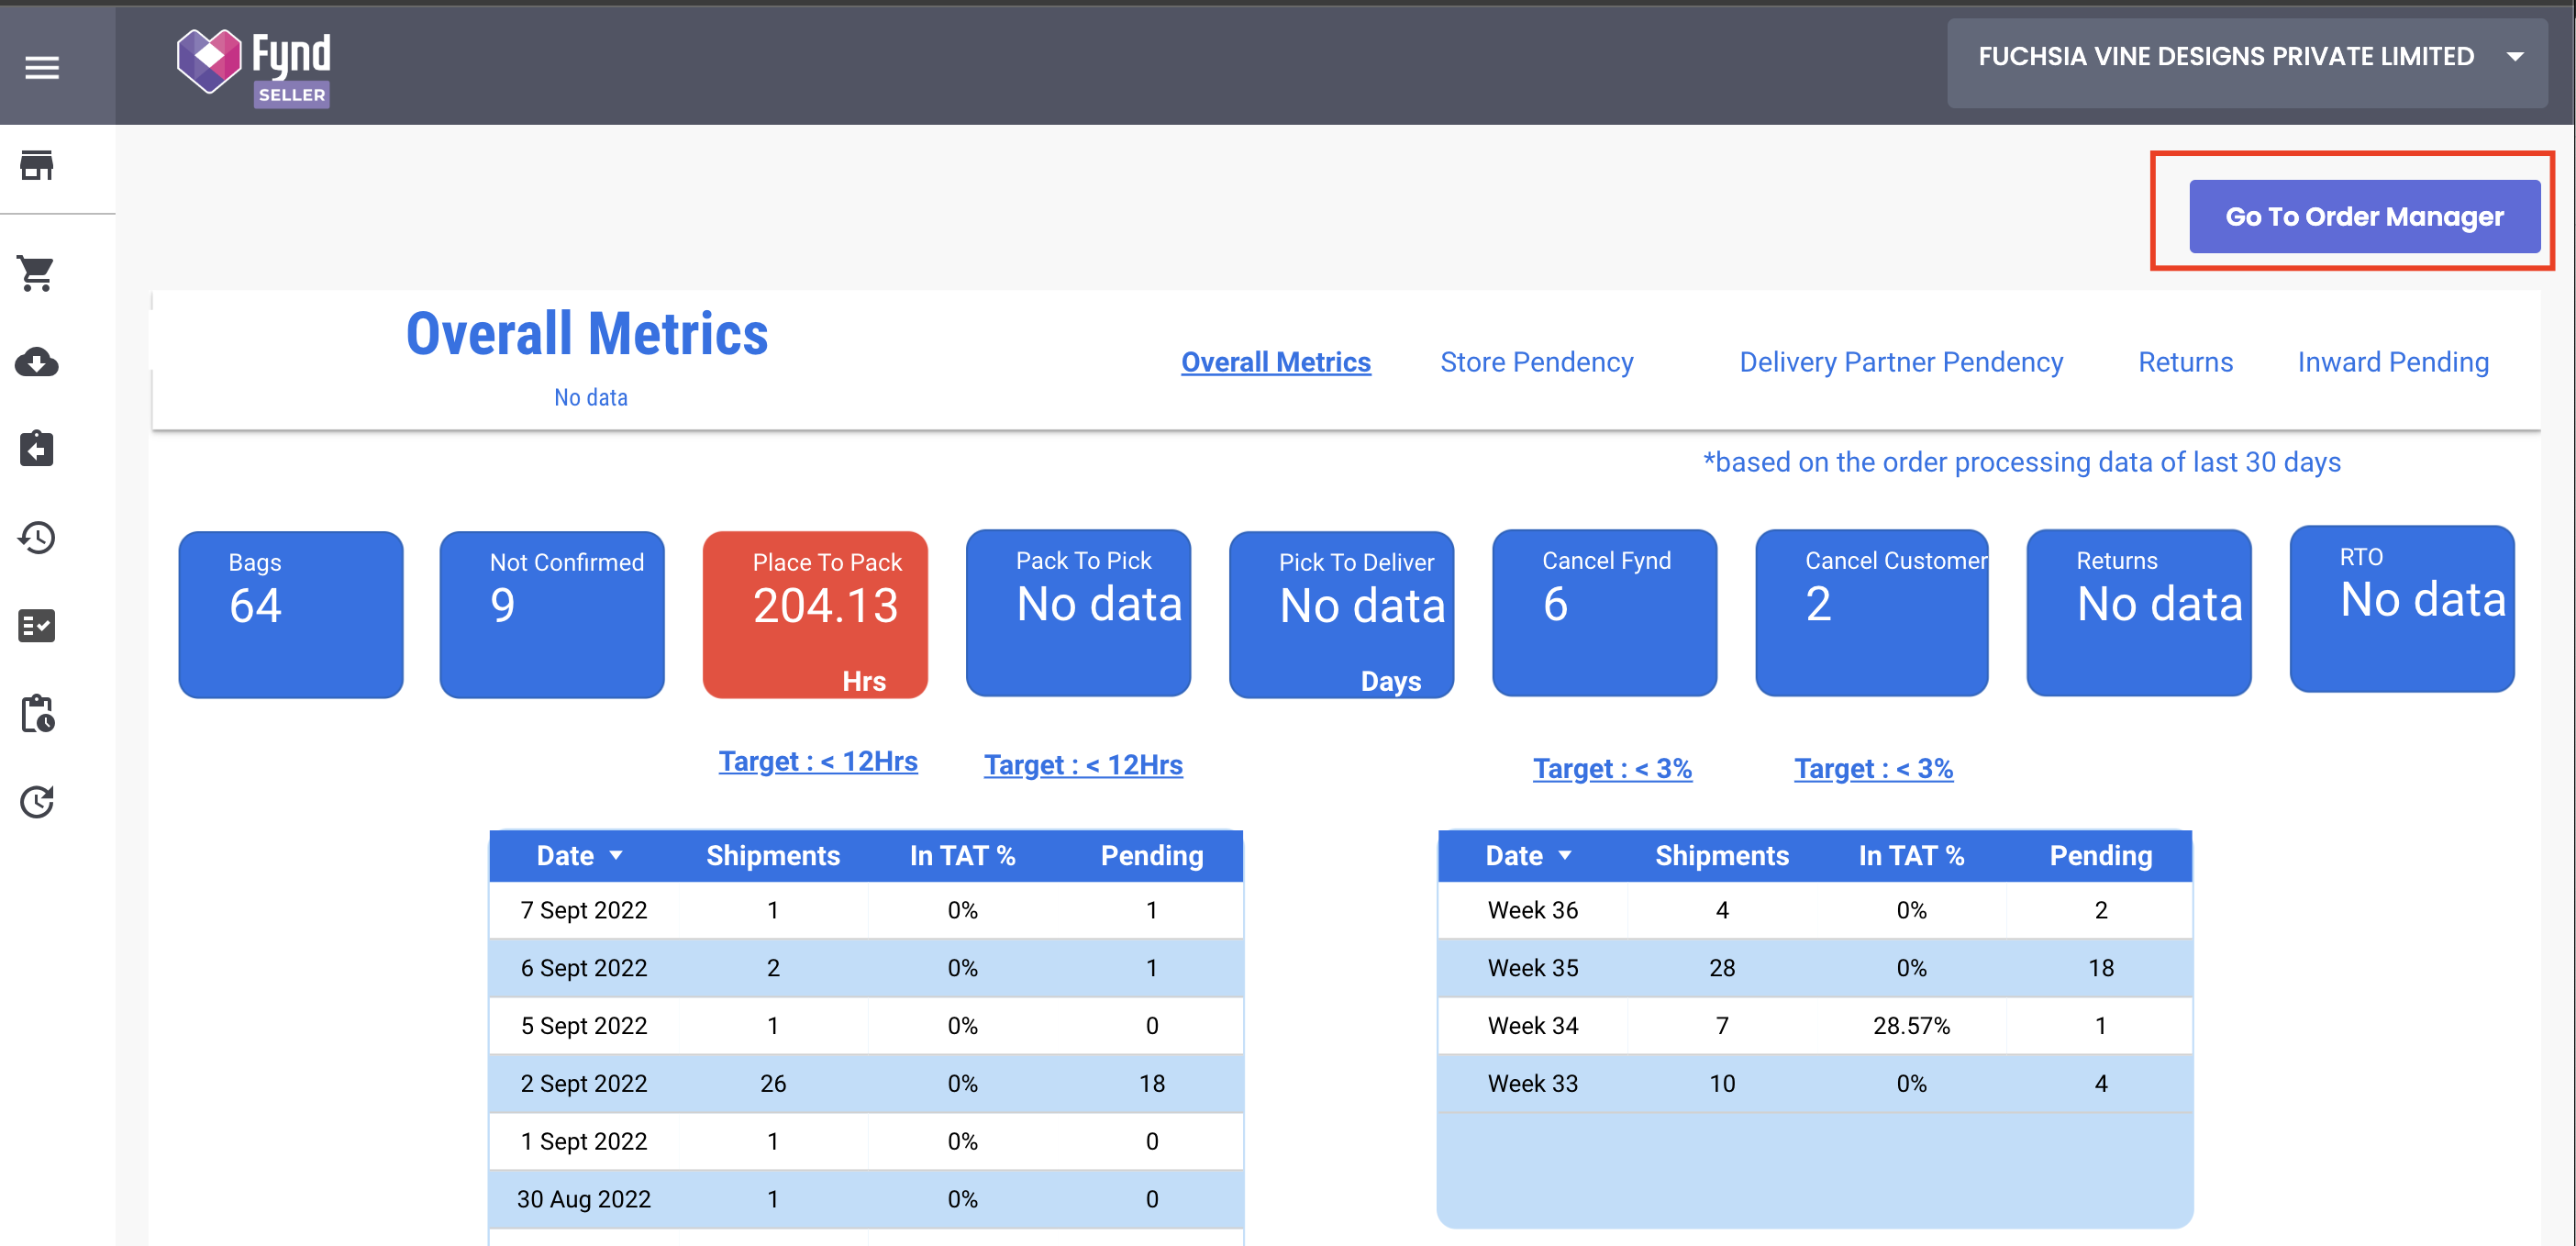 Fynd
SELLER
FUCHSIA VINE DESIGNS PRIVATE LIMITED
Go To Order Manager
Overall Metrics
No data
Overall Metrics Store Pendency Delivery Partner Pendency Returns Inward Pending
*based on the order processing data of last 30 days
Bags
64
Not Confirmed
9
Place To Pack
204.13
Hrs
Pack To Pick
No data
Pick To Deliver
No data
Days
Cancel Fynd
6
Cancel Customer
2
Returns
No data
RTO
No data
Target : < 12Hrs
Target : < 12Hrs
Target : < 3%
Target : < 3%
Date Shipments In TAT % Pending
7 Sept 2022 1 0% 1
6 Sept 2022 2 0% 1
5 Sept 2022 1 0% 0
2 Sept 2022 26 0% 18
1 Sept 2022 1 0% 0
30 Aug 2022 1 0% 0
Date Shipments In TAT % Pending
Week 36 4 0% 2
Week 35 28 0% 18
Week 34 7 28.57% 1
Week 33 10 0% 4